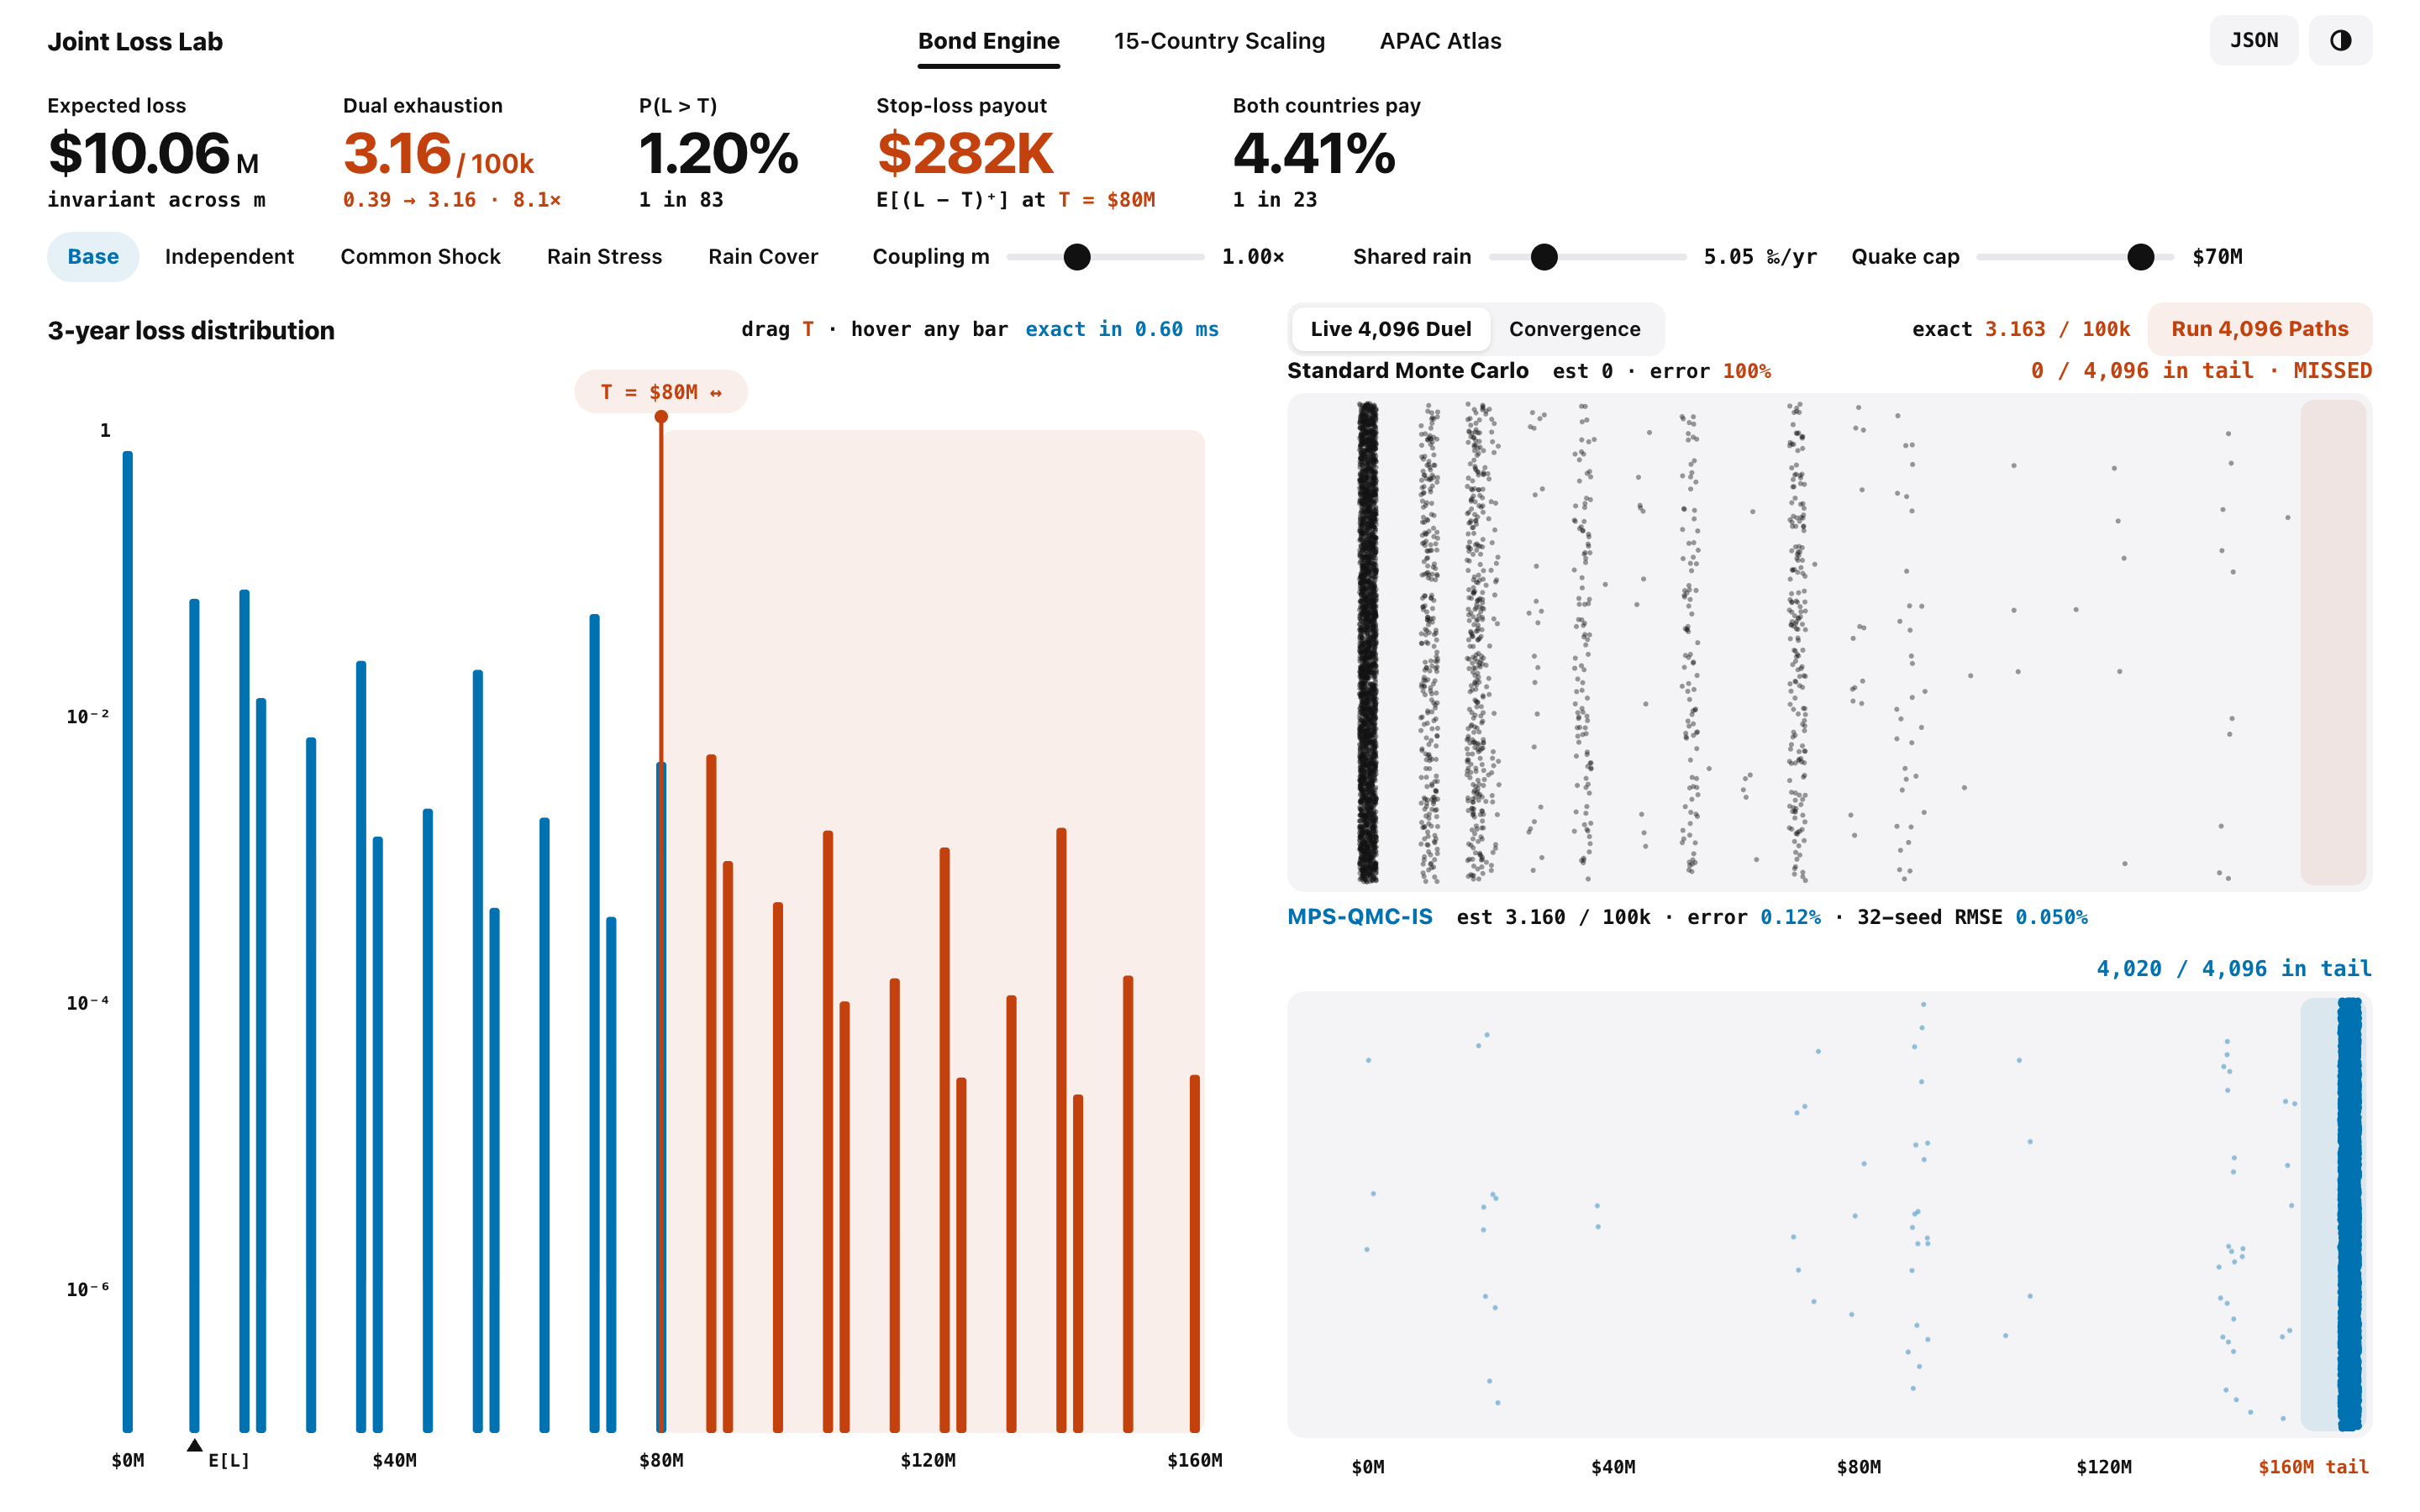 Joint Loss Lab
Bond Engine 15-Country Scaling APAC Atlas
JSON
Expected loss
$10.06 M
invariant across m
Dual exhaustion
3.16 / 100k
0.39 → 3.16 · 8.1×
P(L > T)
1.20%
1 in 83
Stop-loss payout
$282K
E[(L − T)⁺] at T = $80M
Both countries pay
4.41%
1 in 23
Base Independent Common Shock Rain Stress Rain Cover
Coupling m 1.00×
Shared rain 5.05 ‰/yr
Quake cap $70M
3-year loss distribution
drag T · hover any bar exact in 0.60 ms
T = $80M ↔
1
10⁻²
10⁻⁴
10⁻⁶
$0M E[L] $40M $80M $120M $160M
Live 4,096 Duel Convergence
exact 3.163 / 100k Run 4,096 Paths
Standard Monte Carlo est 0 · error 100%
0 / 4,096 in tail · MISSED
MPS-QMC-IS est 3.160 / 100k · error 0.12% · 32−seed RMSE 0.050%
4,020 / 4,096 in tail
$0M $40M $80M $120M $160M tail